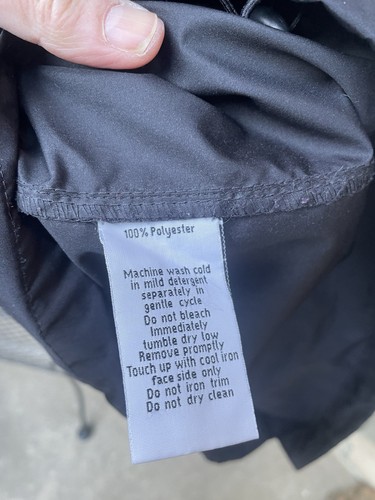 100% Polyester
Machine wash cold
in mild detergent
separately in
gentle cycle
Do not bleach
Immediately
tumble dry low
Remove promptly
Touch up with cool iron
face side only
Do not iron trim
Do not dry clean